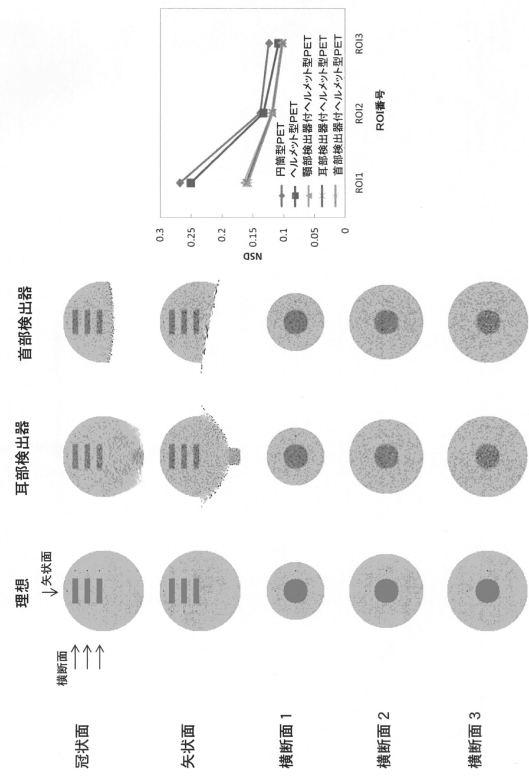 理想
耳部検出器
首部検出器
横断面
矢状面
冠状面
矢状面
横断面1
横断面2
横断面3
0.3
0.25
0.2
0.15
0.1
0.05
0
NSD
円筒型PET
ヘルメット型PET
顎部検出器付ヘルメット型PET
耳部検出器付ヘルメット型PET
首部検出器付ヘルメット型PET
ROI1
ROI2
ROI3
ROI番号